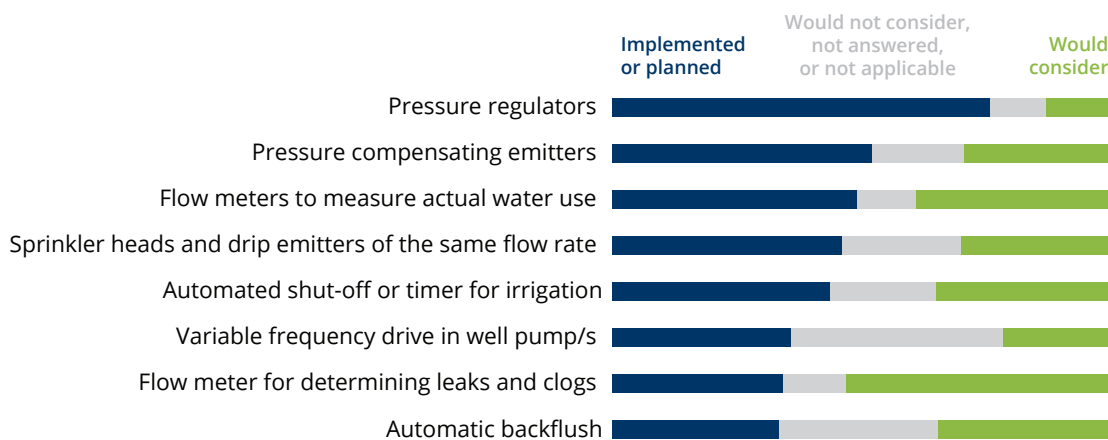 Implemented
or planned
Would not consider,
not answered,
or not applicable
Would
consider
Pressure regulators
Pressure compensating emitters
Flow meters to measure actual water use
Sprinkler heads and drip emitters of the same flow rate
Automated shut-off or timer for irrigation
Variable frequency drive in well pump/s
Flow meter for determining leaks and clogs
Automatic backflush